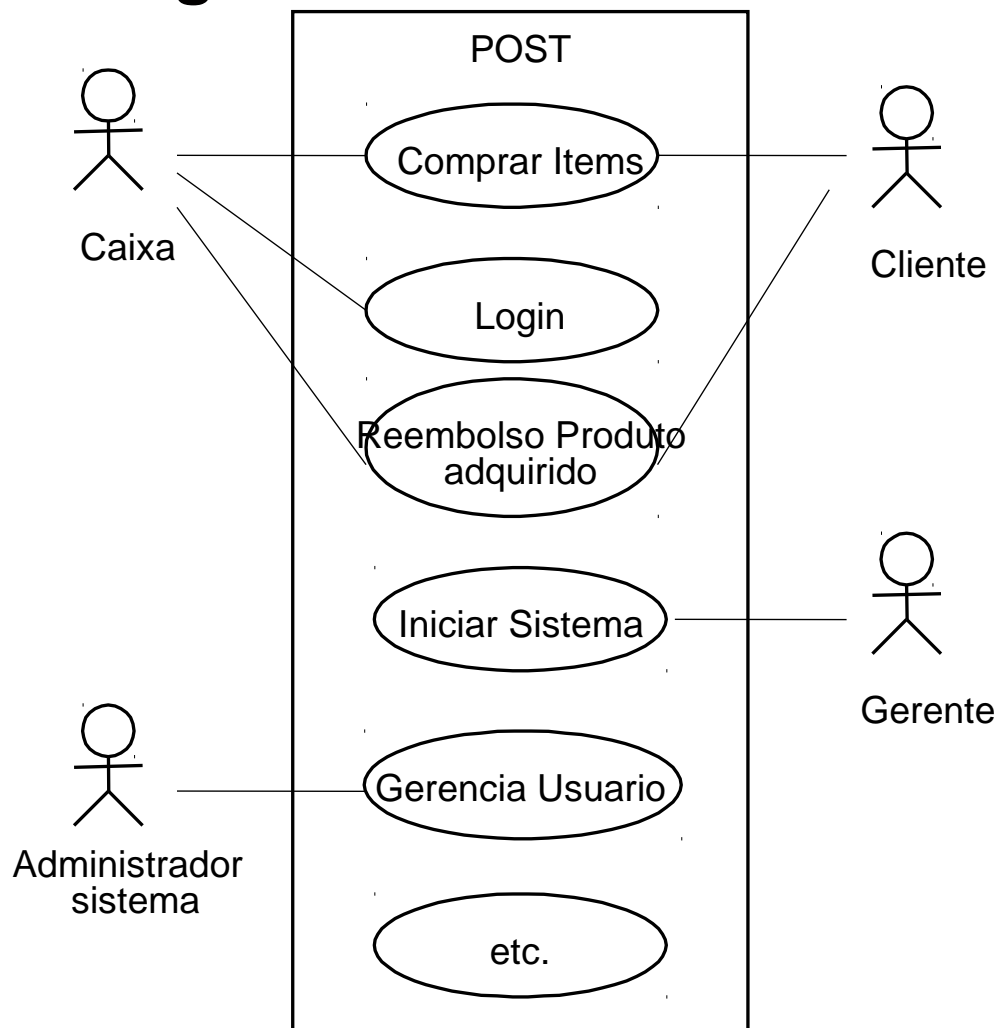 POST
Comprar Items
Caixa
Cliente
Login
Reembolso Produto
adquirido
Iniciar Sistema
Gerente
Gerencia Usuario
Administrador
sistema
etc.